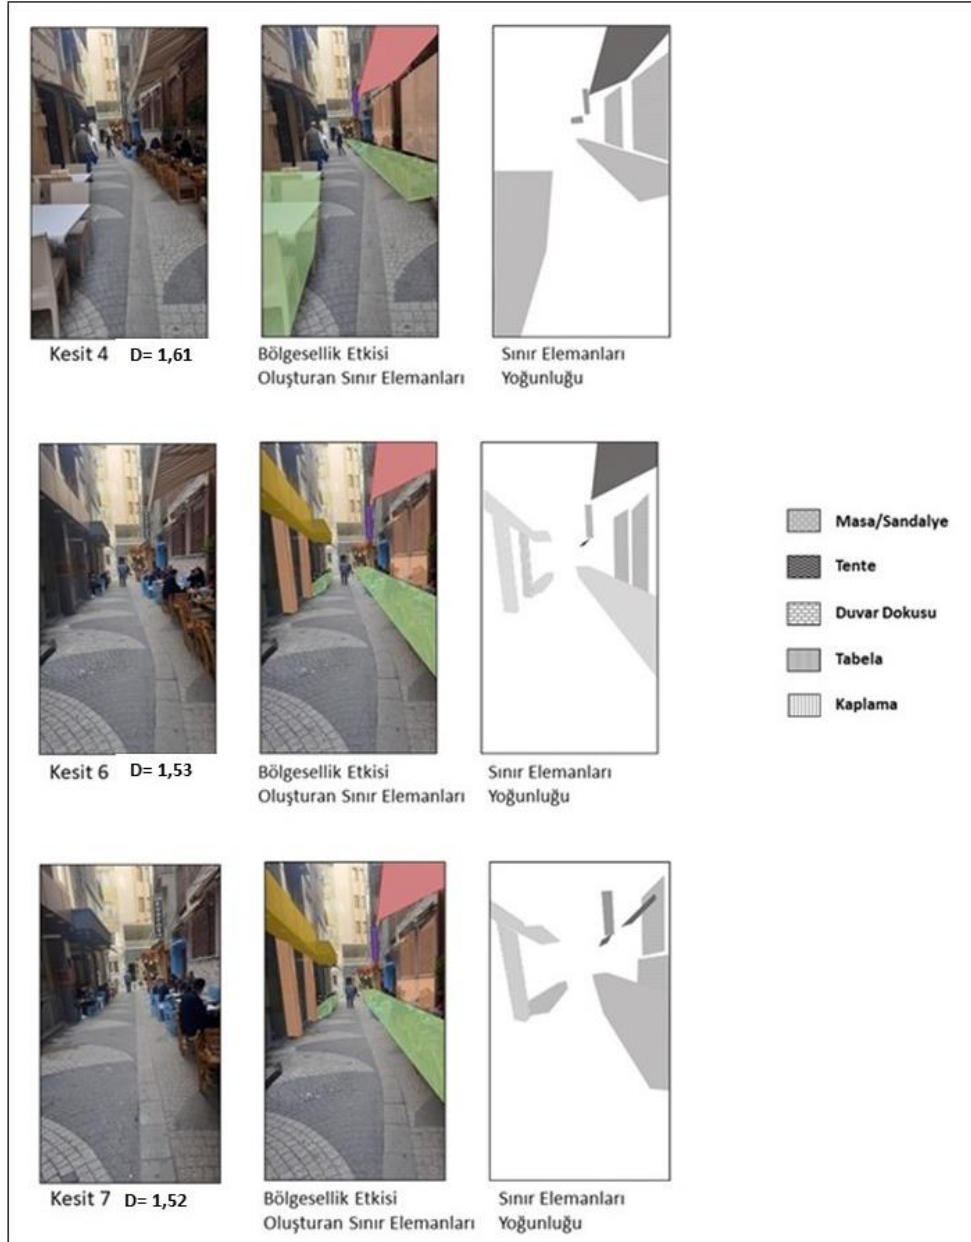 Kesit 4 D= 1,61
Bölgesellik Etkisi
Oluşturan Sınır Elemanları
Sınır Elemanları
Yoğunluğu
Kesit 6 D= 1,53
Bölgesellik Etkisi
Oluşturan Sınır Elemanları
Sınır Elemanları
Yoğunluğu
Masa/Sandalye
Tente
Duvar Dokusu
Tabela
Kaplama
Kesit 7 D= 1,52
Bölgesellik Etkisi
Oluşturan Sınır Elemanları
Sınır Elemanları
Yoğunluğu